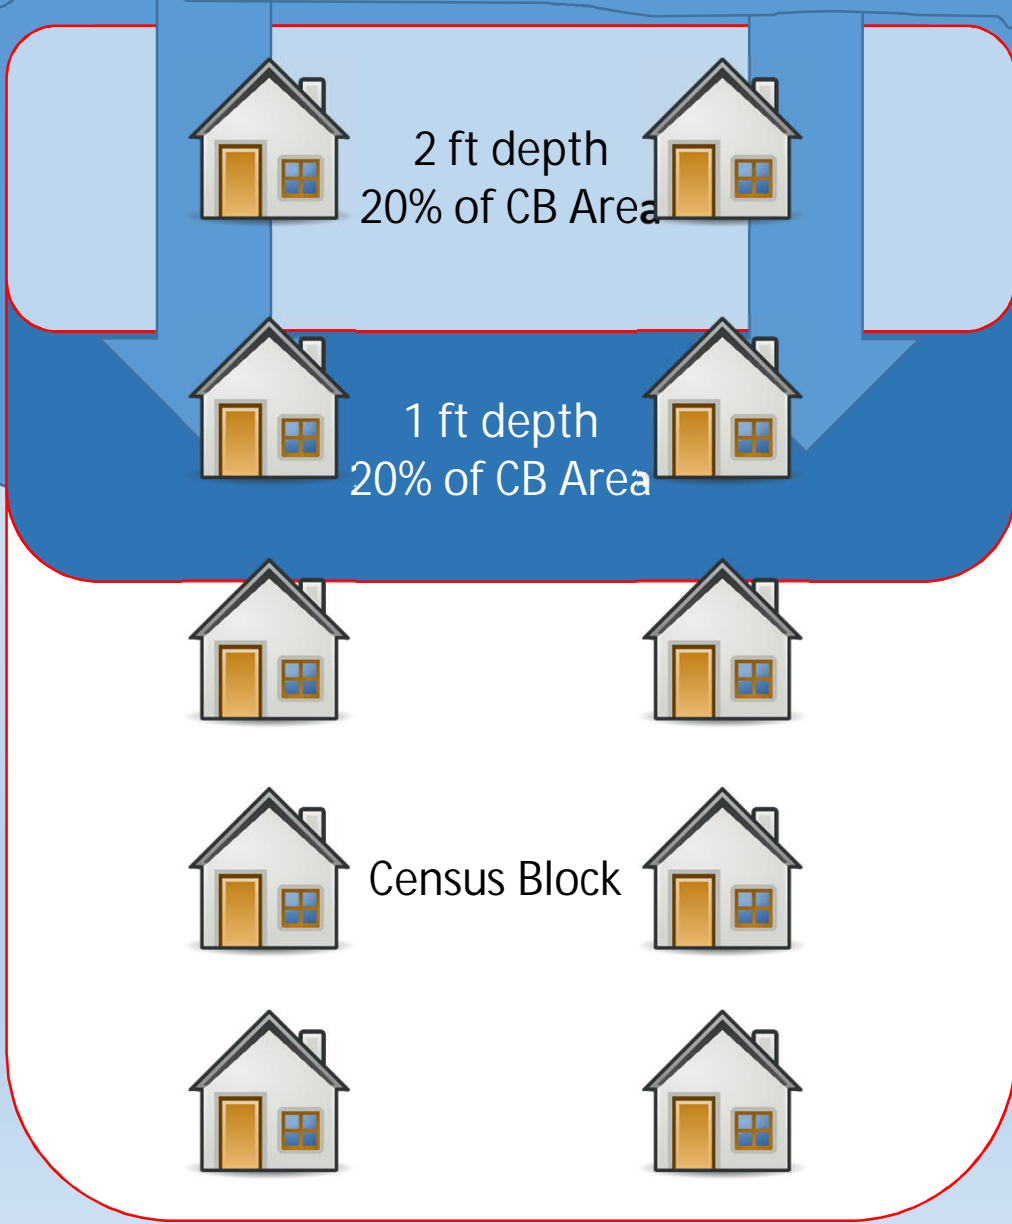 2 ft depth
20% of CB Area
1 ft depth
20% of CB Area
Census Block